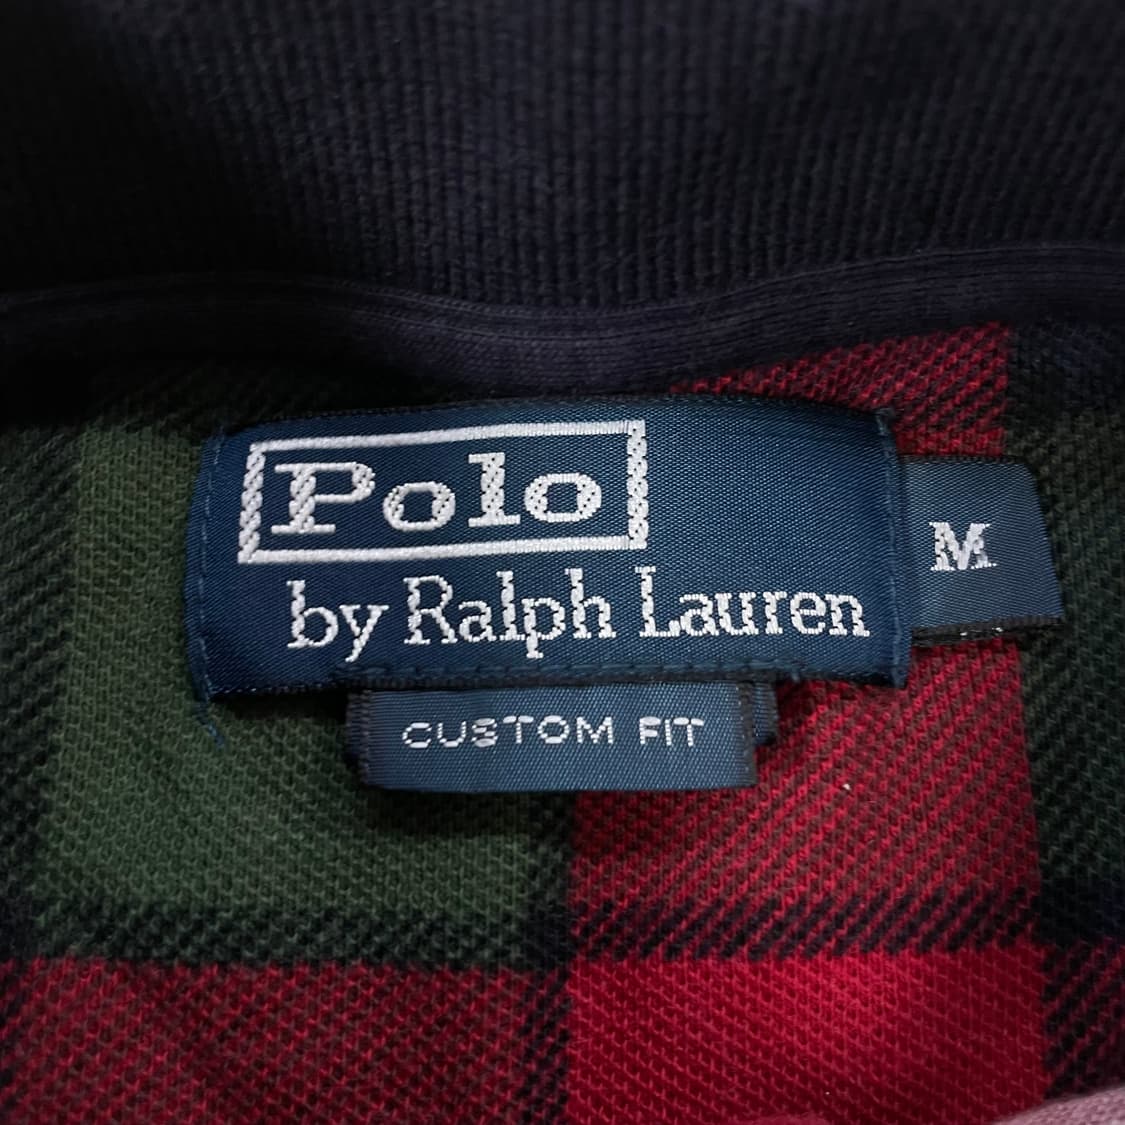 Polo
by Ralph Lauren
M
CUSTOM FIT